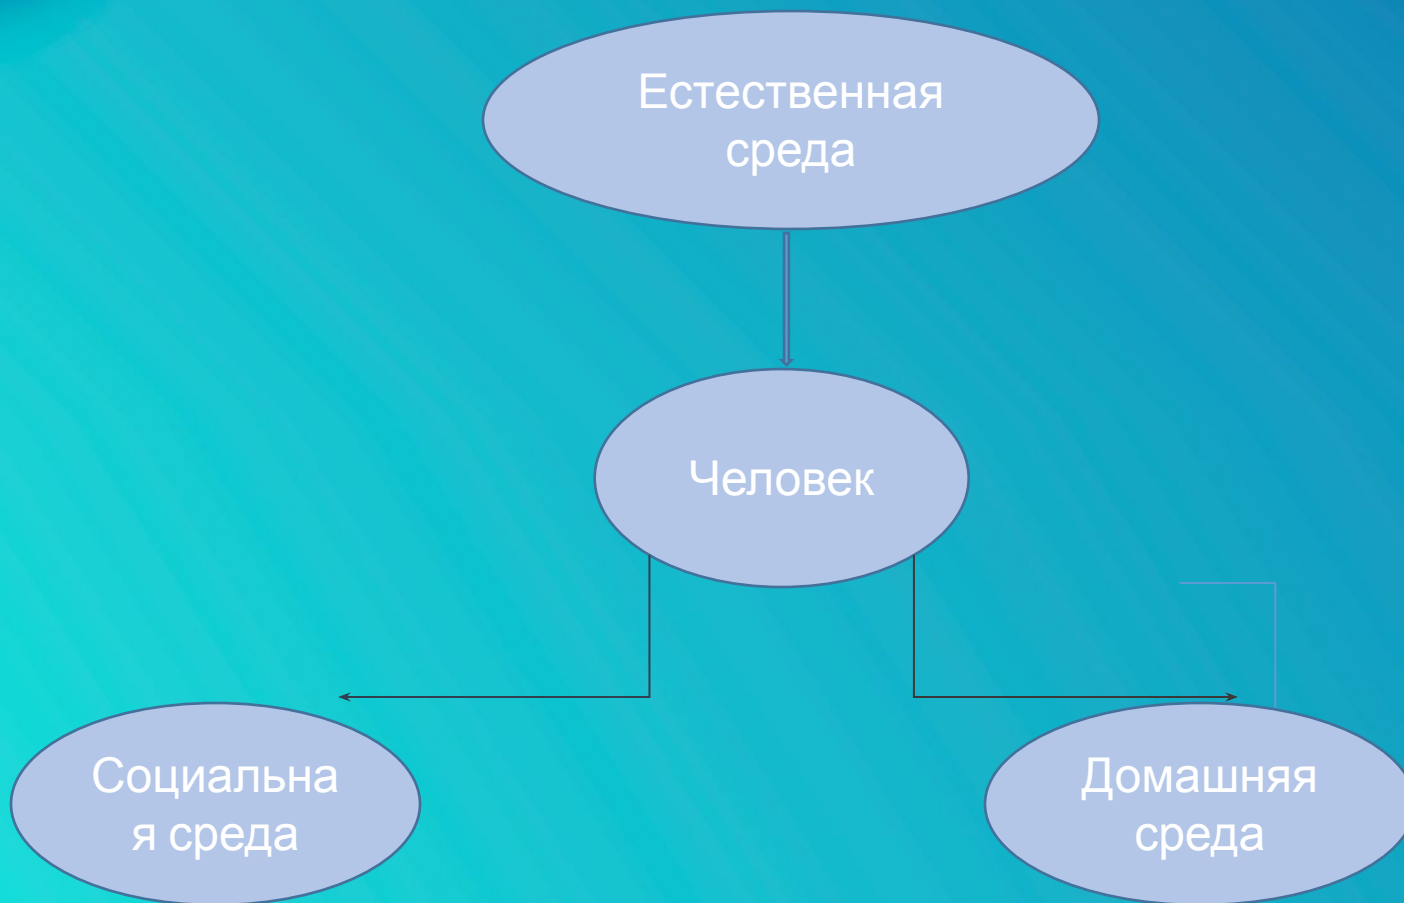 Естественная
среда
Человек
Социальна
я среда
Домашняя
среда